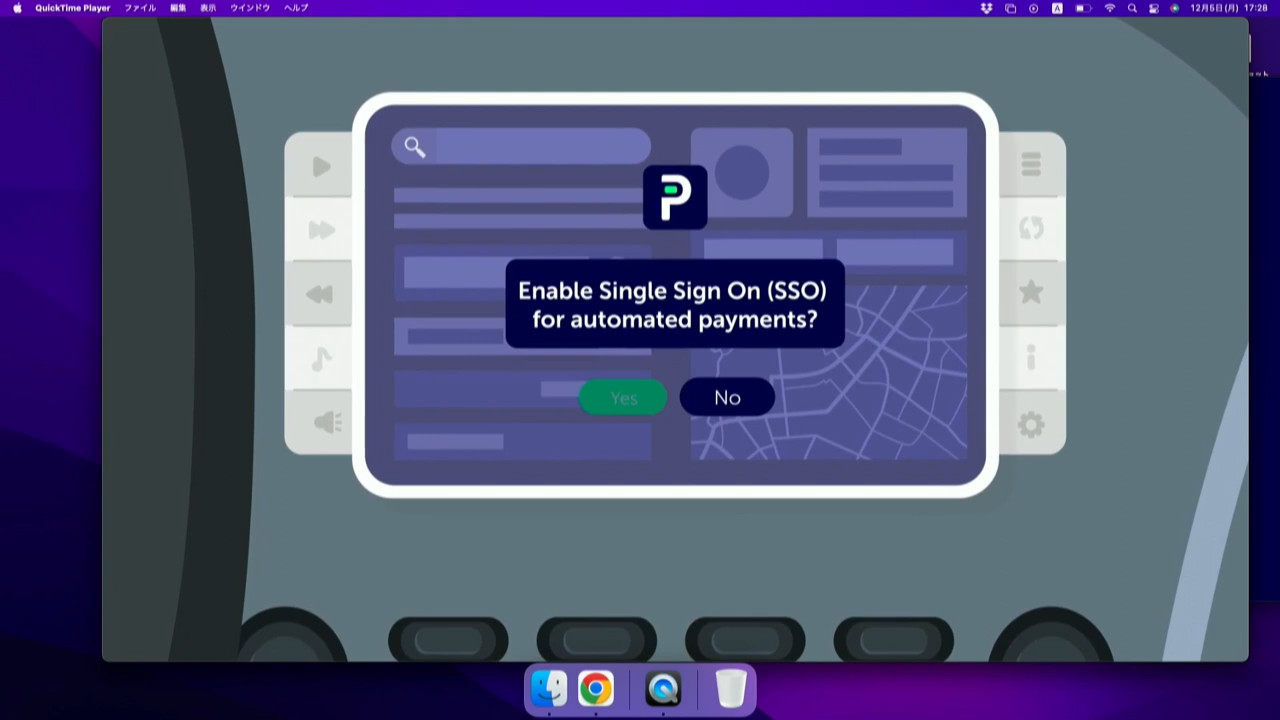 QuickTime Player ファイル 編集 表示 ウインドウ ヘルプ
A 12月5日(月) 17:28
P
Enable Single Sign On (SSO)
for automated payments?
Yes No